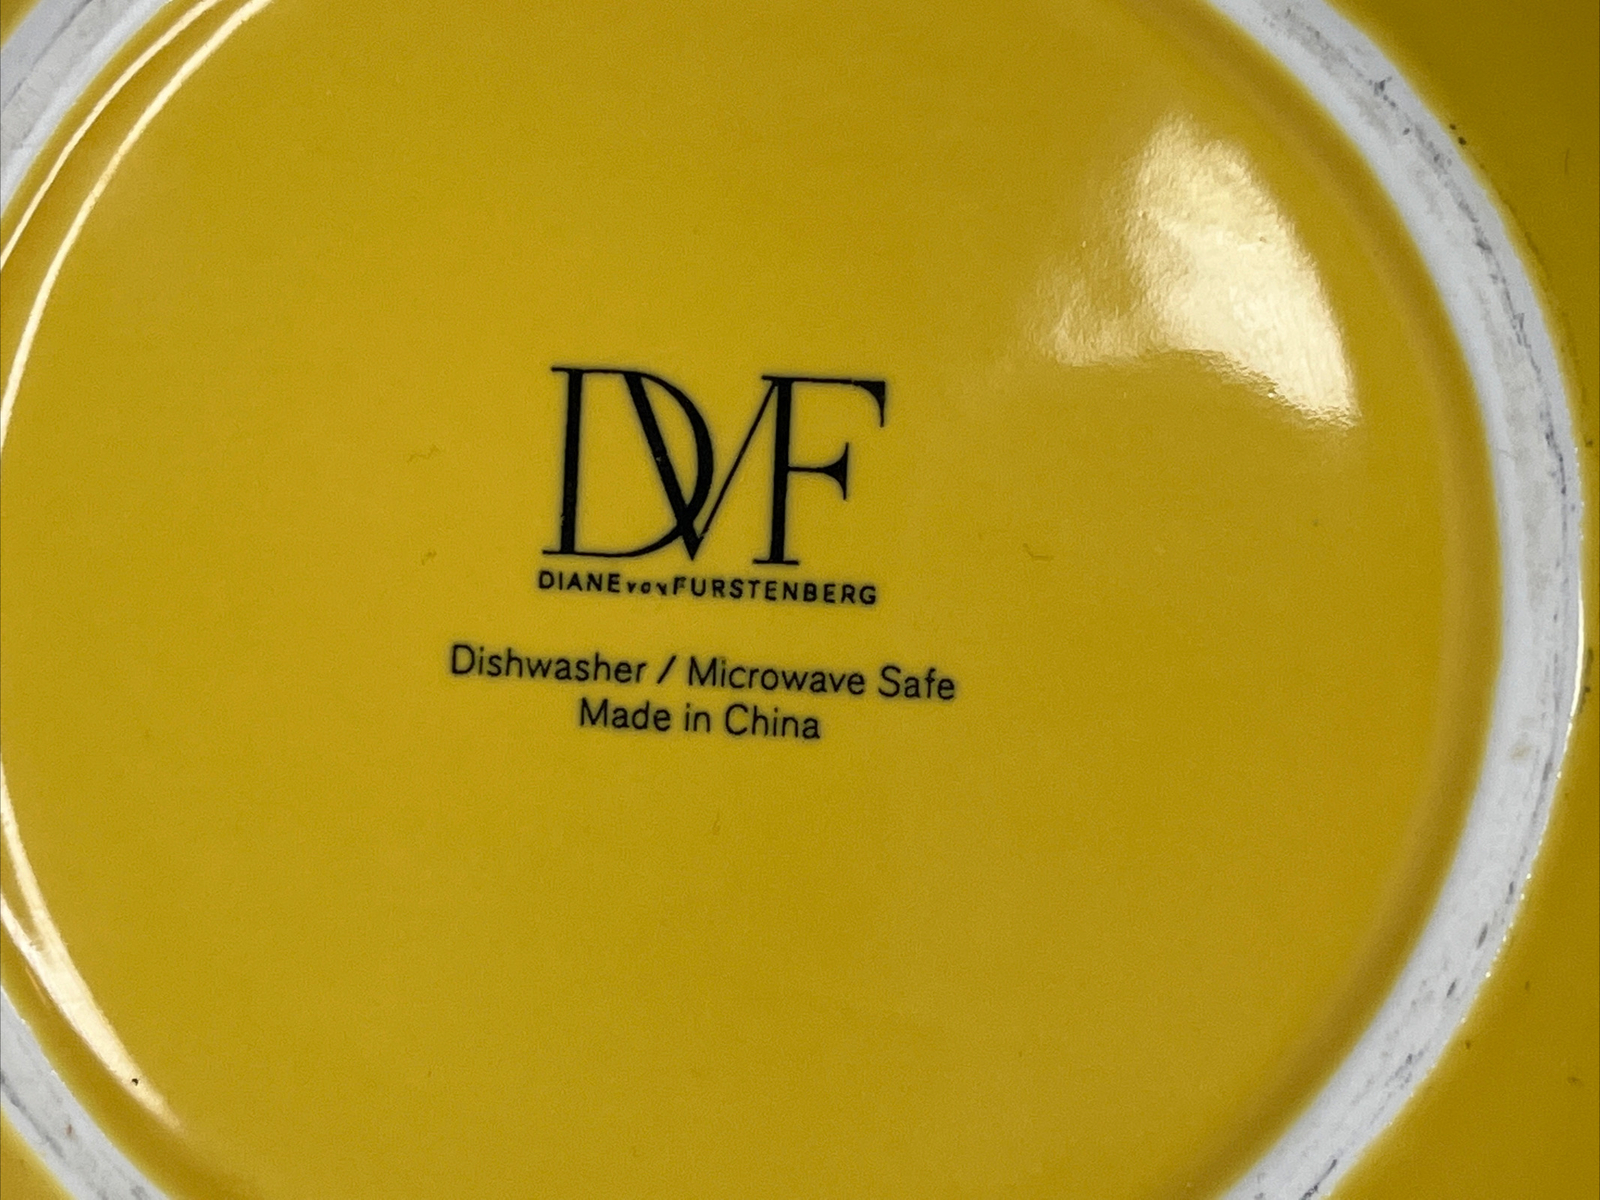 DVF
DIANE von FURSTENBERG
Dishwasher / Microwave Safe
Made in China